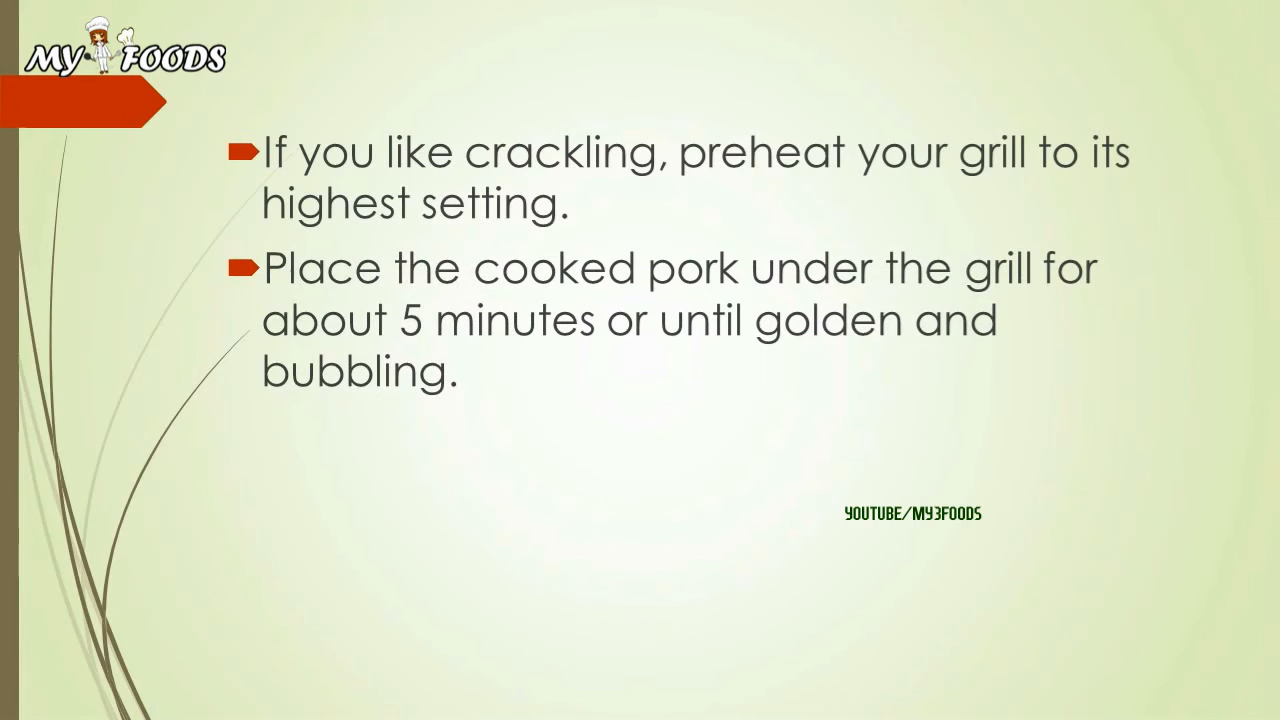 MY FOODS
If you like crackling, preheat your grill to its
highest setting.
Place the cooked pork under the grill for
about 5 minutes or until golden and
bubbling.
YOUTUBE/MY3FOODS